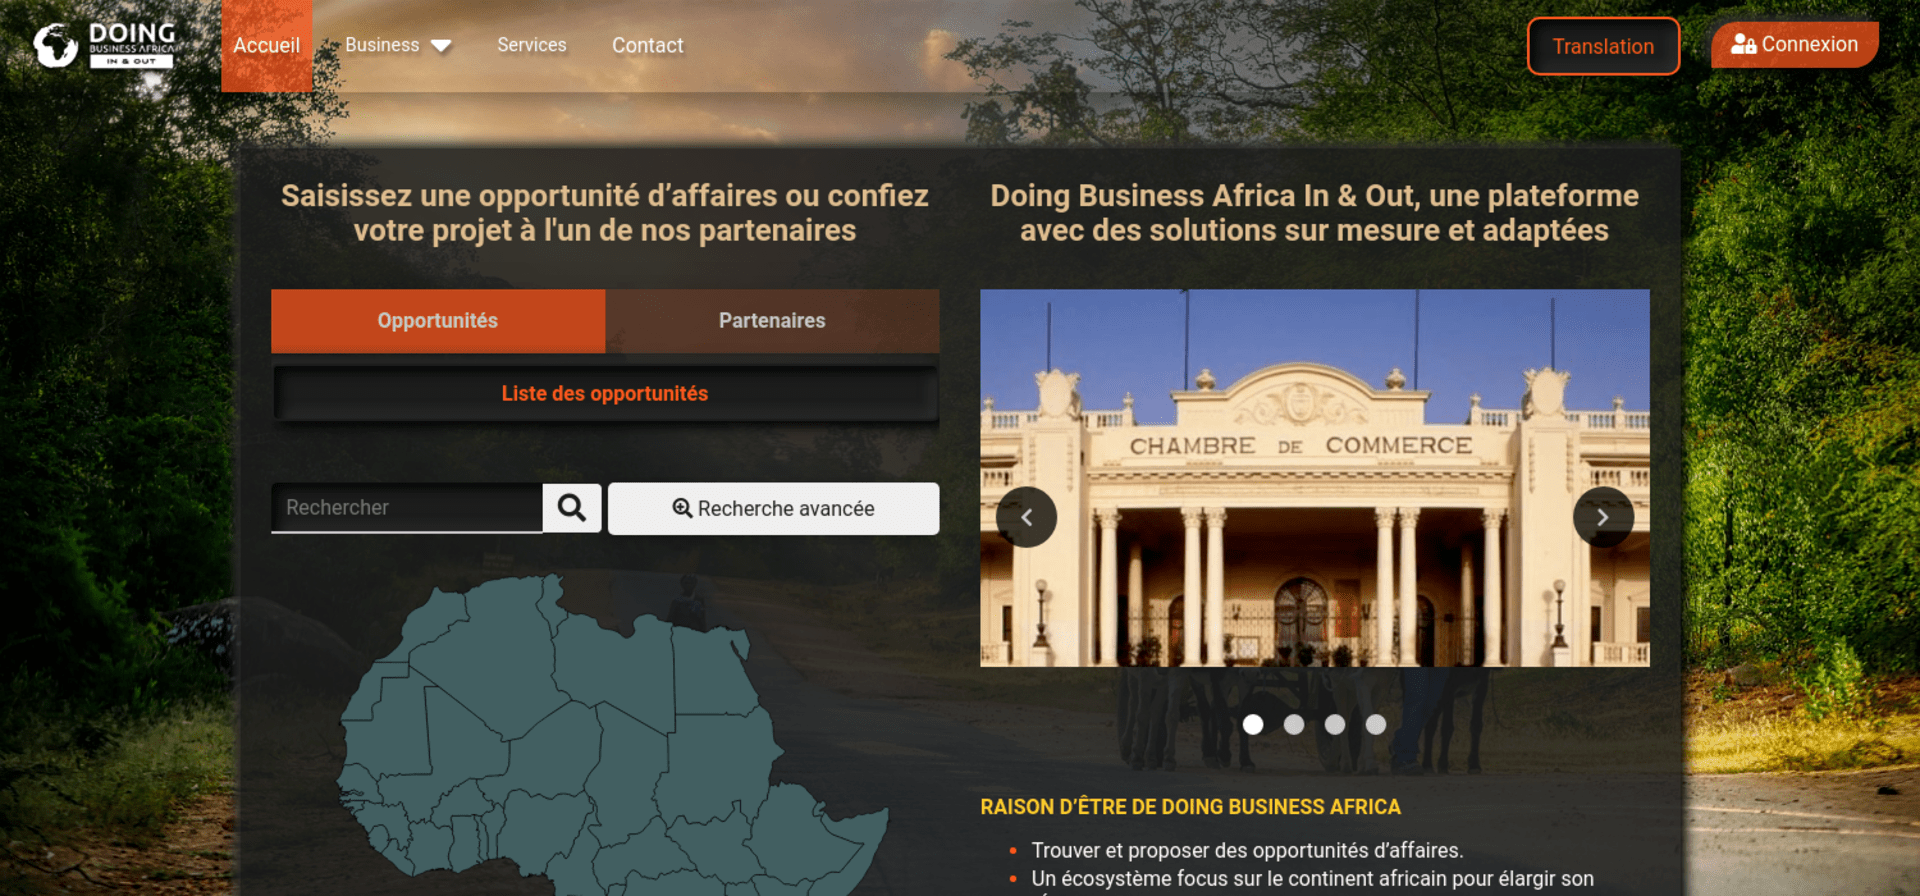 DOING
BUSINESS AFRICA
IN & OUT
Accueil
Business
Services
Contact
Translation
Connexion
Saisissez une opportunité d’affaires ou confiez
votre projet à l'un de nos partenaires
Opportunités
Partenaires
Liste des opportunités
Rechercher
Recherche avancée
Doing Business Africa In & Out, une plateforme
avec des solutions sur mesure et adaptées
CHAMBRE DE COMMERCE
RAISON D’ÊTRE DE DOING BUSINESS AFRICA
Trouver et proposer des opportunités d’affaires.
Un écosystème focus sur le continent africain pour élargir son